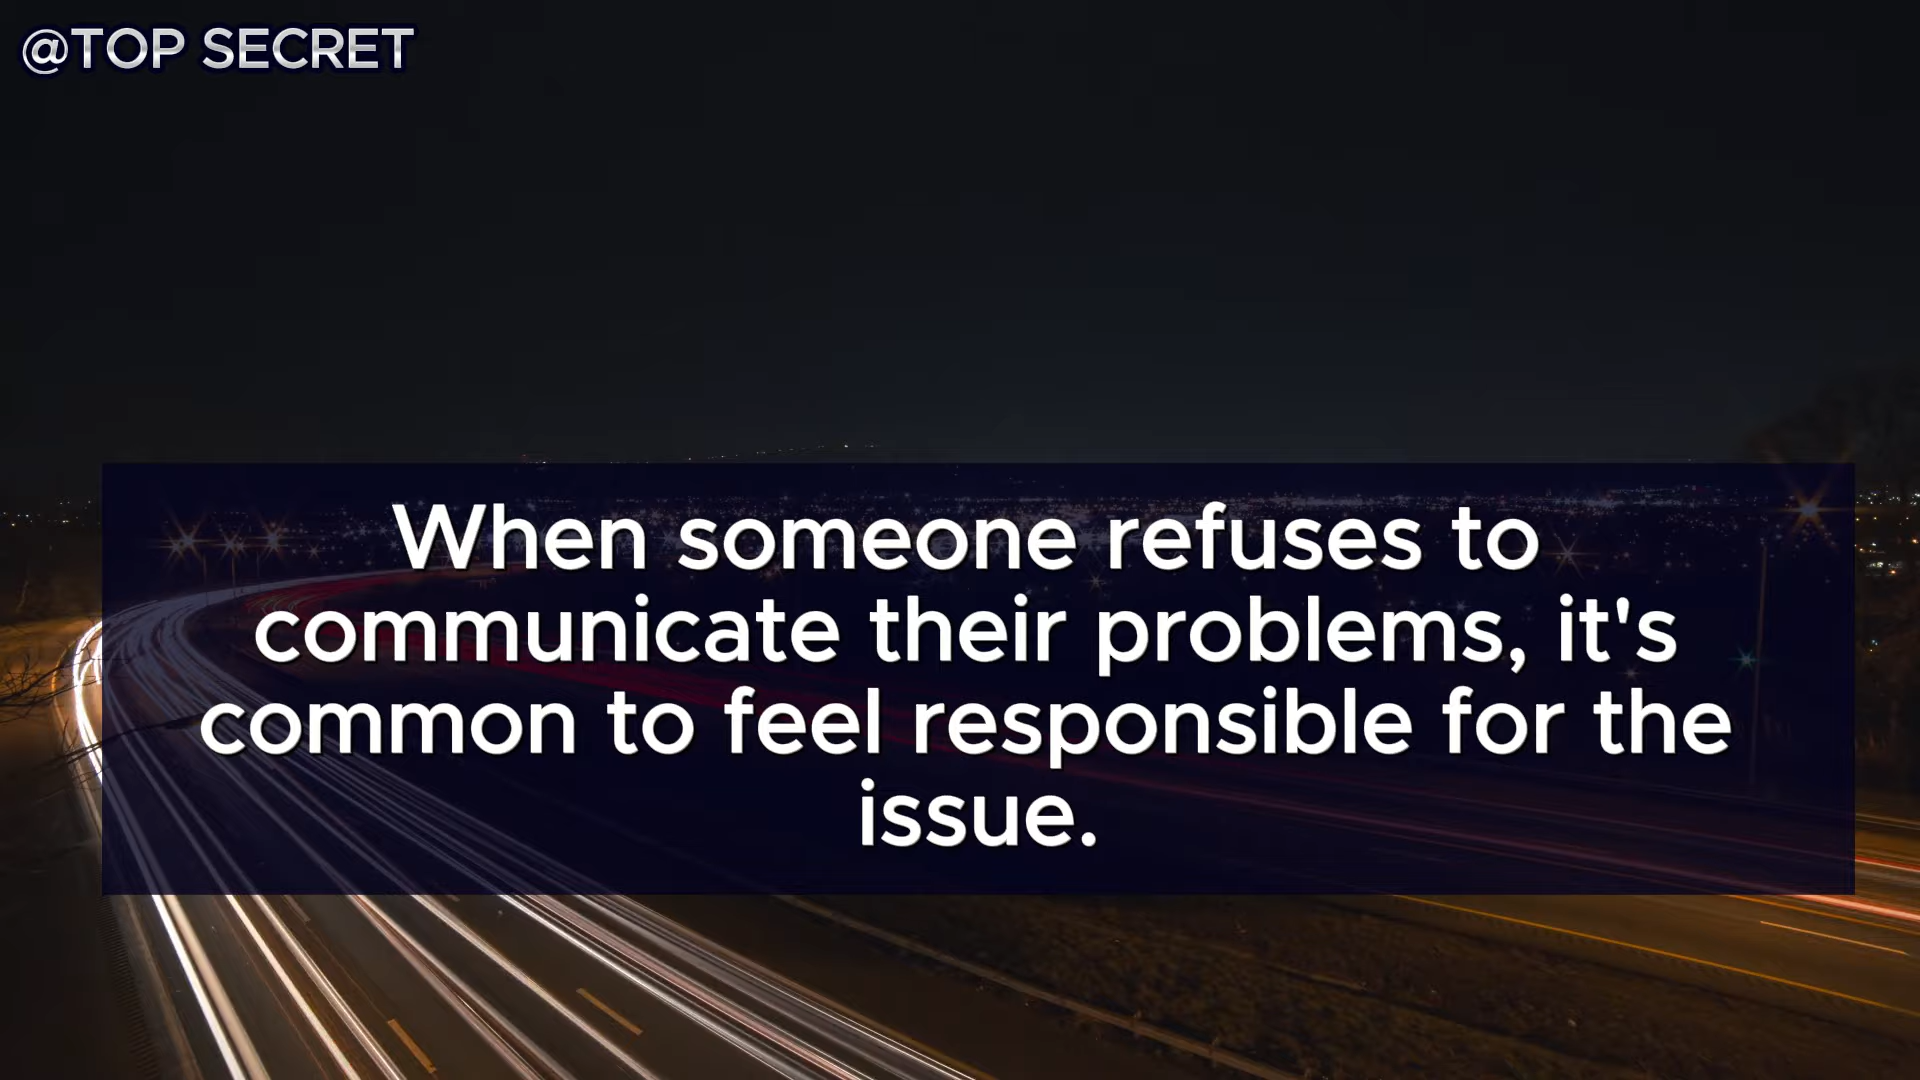 @TOP SECRET
When someone refuses to
communicate their problems, it's
common to feel responsible for the
issue.